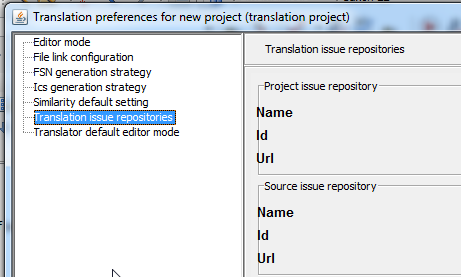 Translation preferences for new project (translation project)
Editor mode
File link configuration
FSN generation strategy
Ics generation strategy
Similarity default setting
Translation issue repositories
Translator default editor mode
Translation issue repositories
Project issue repository
Name
Id
Url
Source issue repository
Name
Id
Url